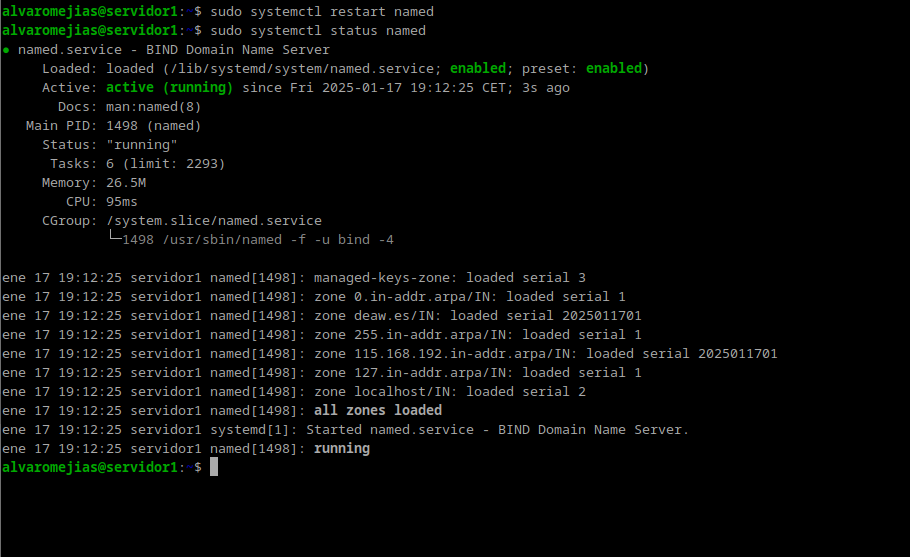 alvaromejias@servidor1:~$ sudo systemctl restart named
alvaromejias@servidor1:~$ sudo systemctl status named
● named.service - BIND Domain Name Server
Loaded: loaded (/lib/systemd/system/named.service; enabled; preset: enabled)
Active: active (running) since Fri 2025-01-17 19:12:25 CET; 3s ago
Docs: man:named(8)
Main PID: 1498 (named)
Status: "running"
Tasks: 6 (limit: 2293)
Memory: 26.5M
CPU: 95ms
CGroup: /system.slice/named.service
└─1498 /usr/sbin/named -f -u bind -4
ene 17 19:12:25 servidor1 named[1498]: managed-keys-zone: loaded serial 3
ene 17 19:12:25 servidor1 named[1498]: zone 0.in-addr.arpa/IN: loaded serial 1
ene 17 19:12:25 servidor1 named[1498]: zone deaw.es/IN: loaded serial 2025011701
ene 17 19:12:25 servidor1 named[1498]: zone 255.in-addr.arpa/IN: loaded serial 1
ene 17 19:12:25 servidor1 named[1498]: zone 115.168.192.in-addr.arpa/IN: loaded serial 2025011701
ene 17 19:12:25 servidor1 named[1498]: zone 127.in-addr.arpa/IN: loaded serial 1
ene 17 19:12:25 servidor1 named[1498]: zone localhost/IN: loaded serial 2
ene 17 19:12:25 servidor1 named[1498]: all zones loaded
ene 17 19:12:25 servidor1 systemd[1]: Started named.service - BIND Domain Name Server.
ene 17 19:12:25 servidor1 named[1498]: running
alvaromejias@servidor1:~$